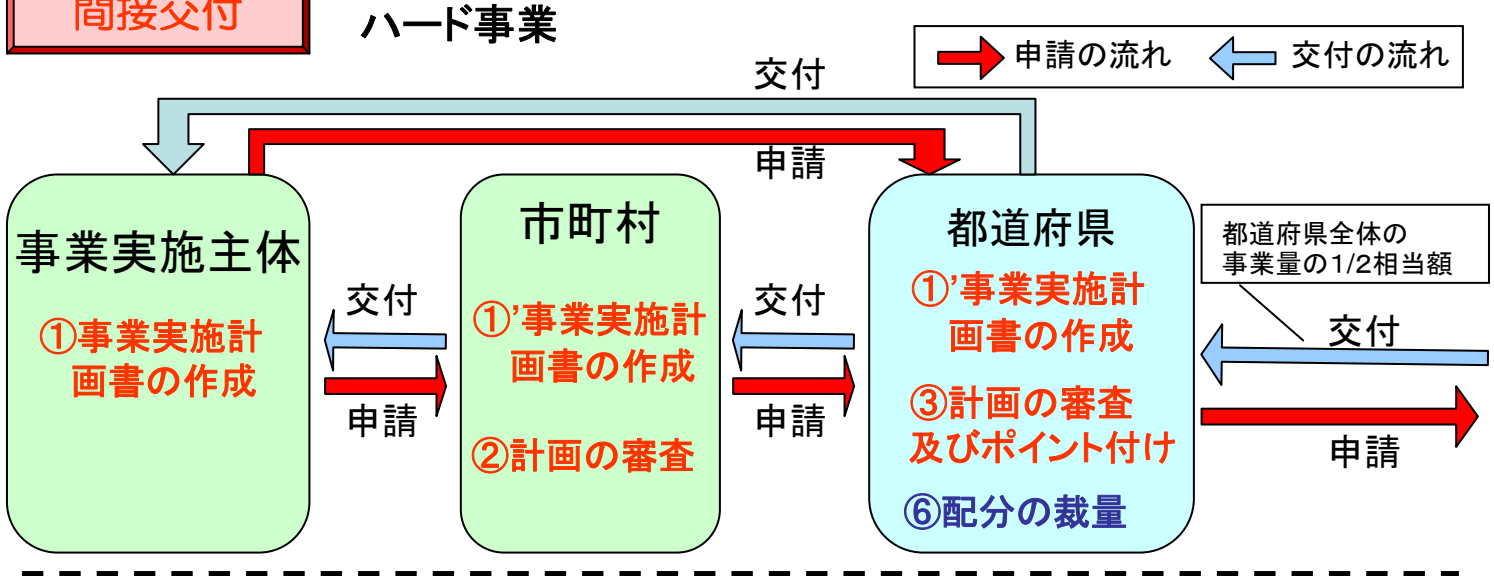 間接交付
ハード事業
申請の流れ
交付の流れ
交付
申請
事業実施主体
①事業実施計
画書の作成
交付
申請
市町村
①’事業実施計
画書の作成
②計画の審査
交付
申請
都道府県
①’事業実施計
画書の作成
③計画の審査
及びポイント付け
⑥配分の裁量
都道府県全体の
事業量の1/2相当額
交付
申請